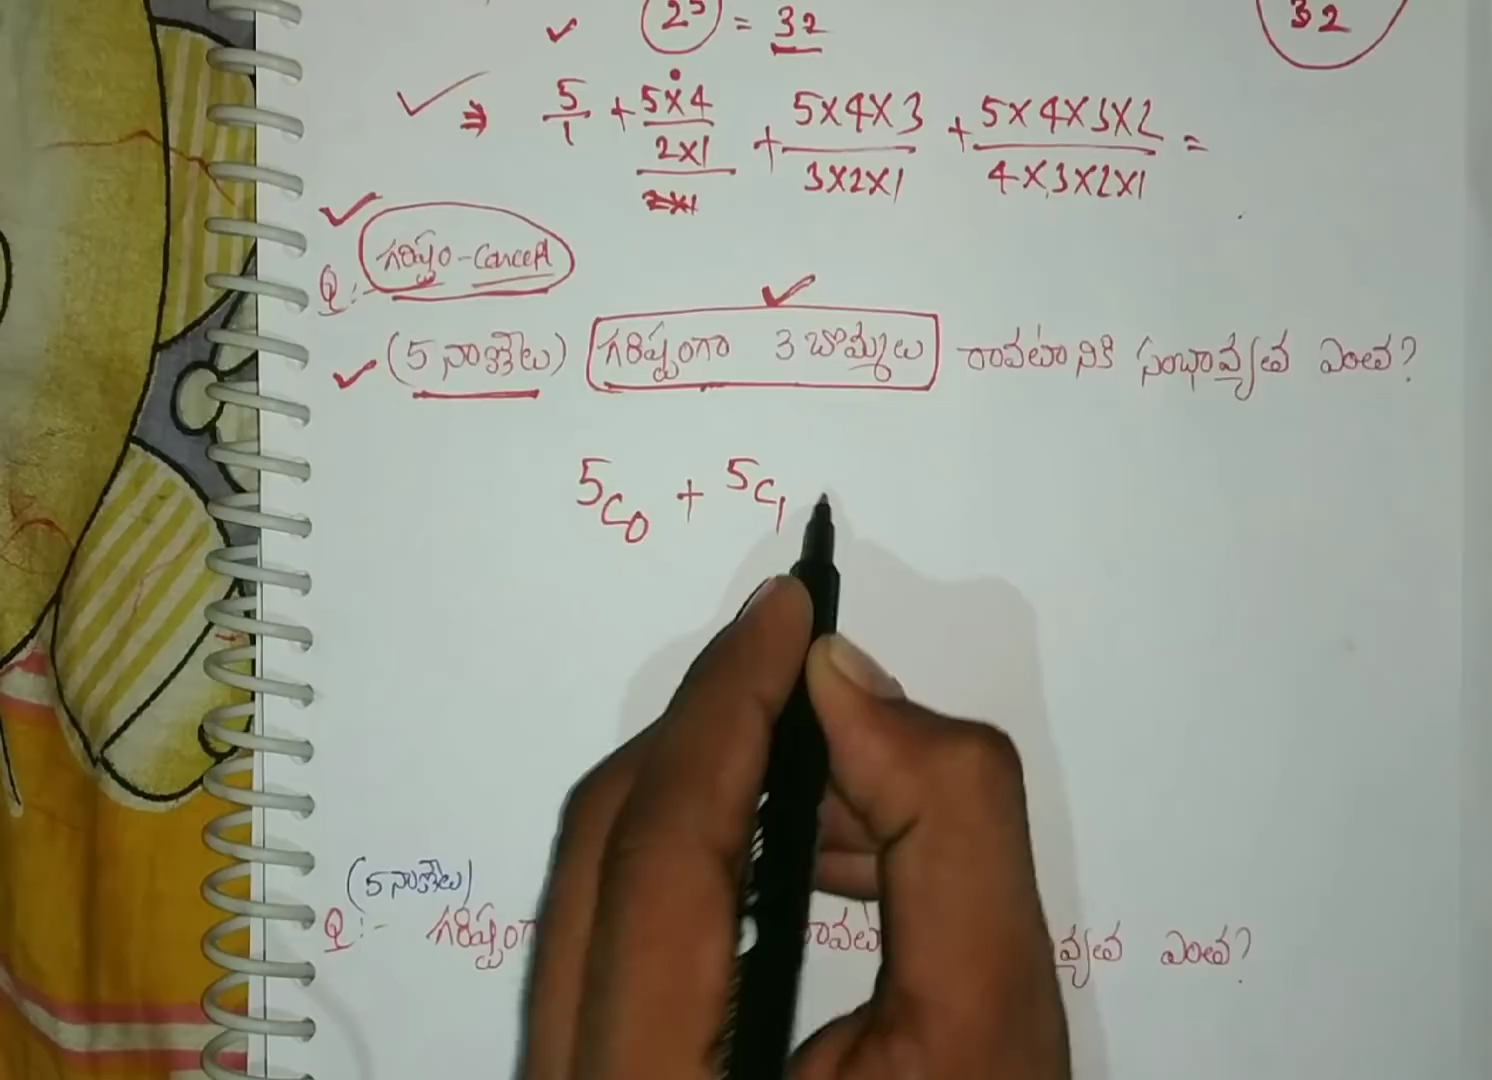 2⁵ = 32
32
⇒ 5/1 + 5×4/2×1 + 5×4×3/3×2×1 + 5×4×3×2/4×3×2×1 =
గరిష్టం - Concept
Q:-
(5 నాణేలు) గరిష్టంగా 3 బొమ్మలు రావటానికి సంభావ్యత ఎంత?
⁵C₀ + ⁵C₁
(5 నాణేలు)
Q:- గరిష్టంగా ఎంత?